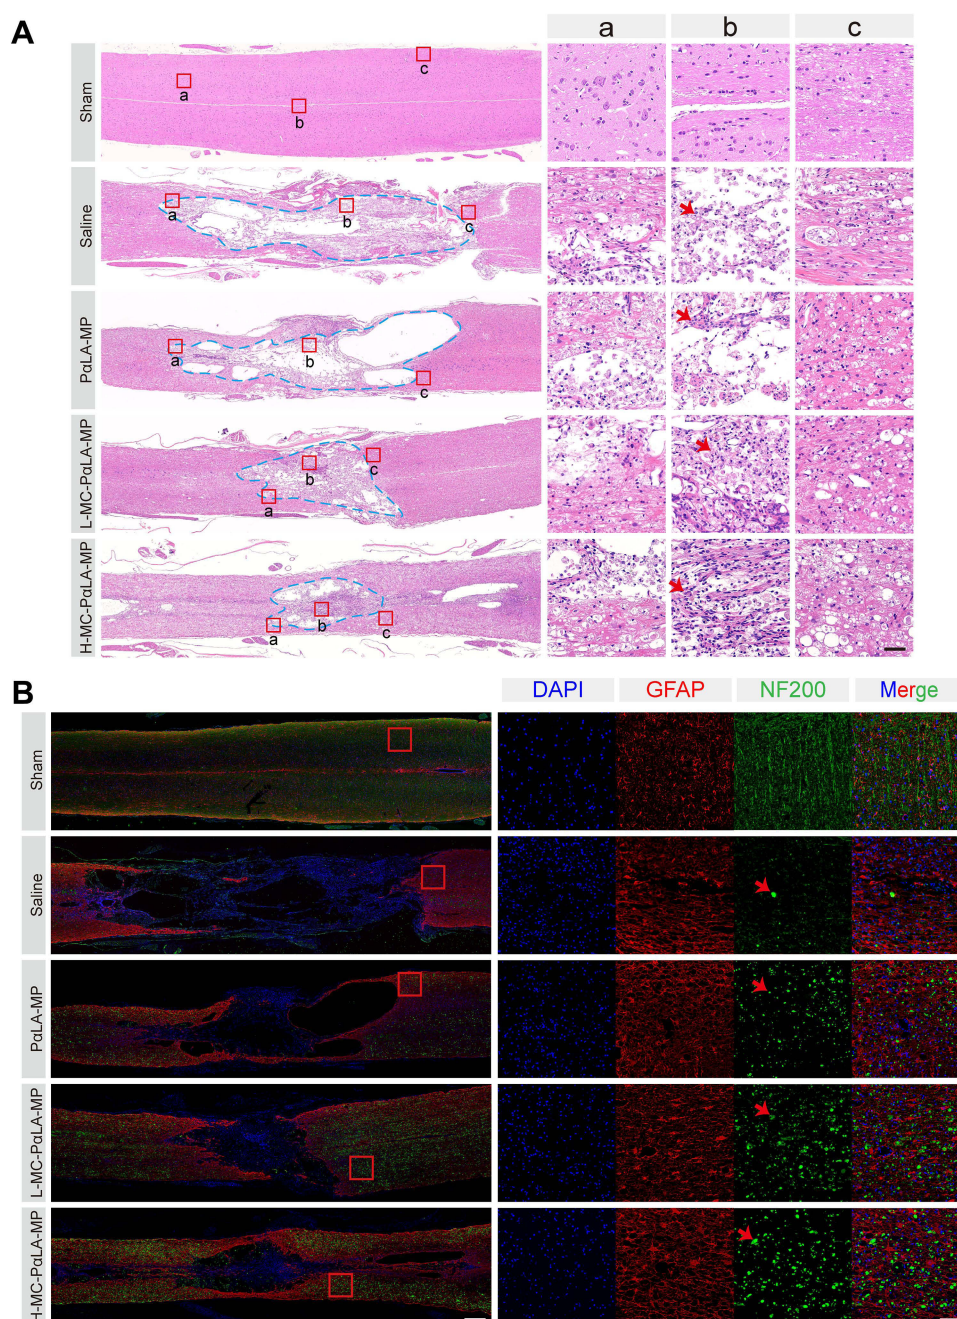 A
a b c
Sham
a
b
c
Saline
a
b
c
PαLA-MP
a
b
c
L-MC-PαLA-MP
a
b
c
H-MC-PαLA-MP
a
b
c
B
DAPI GFAP NF200 Merge
Sham
Saline
PαLA-MP
L-MC-PαLA-MP
H-MC-PαLA-MP